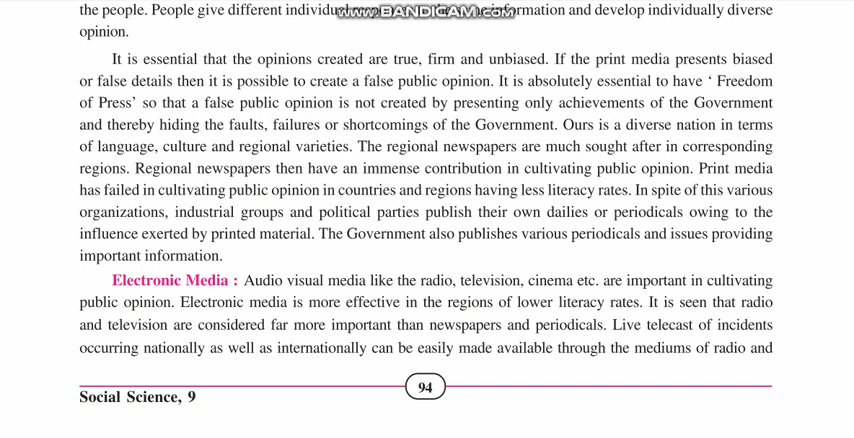 the people. People give different individual
www.BANDICAM.com
information and develop individually diverse
opinion.
It is essential that the opinions created are true, firm and unbiased. If the print media presents biased
or false details then it is possible to create a false public opinion. It is absolutely essential to have ‘ Freedom
of Press’ so that a false public opinion is not created by presenting only achievements of the Government
and thereby hiding the faults, failures or shortcomings of the Government. Ours is a diverse nation in terms
of language, culture and regional varieties. The regional newspapers are much sought after in corresponding
regions. Regional newspapers then have an immense contribution in cultivating public opinion. Print media
has failed in cultivating public opinion in countries and regions having less literacy rates. In spite of this various
organizations, industrial groups and political parties publish their own dailies or periodicals owing to the
influence exerted by printed material. The Government also publishes various periodicals and issues providing
important information.
Electronic Media : Audio visual media like the radio, television, cinema etc. are important in cultivating
public opinion. Electronic media is more effective in the regions of lower literacy rates. It is seen that radio
and television are considered far more important than newspapers and periodicals. Live telecast of incidents
occurring nationally as well as internationally can be easily made available through the mediums of radio and
94
Social Science, 9